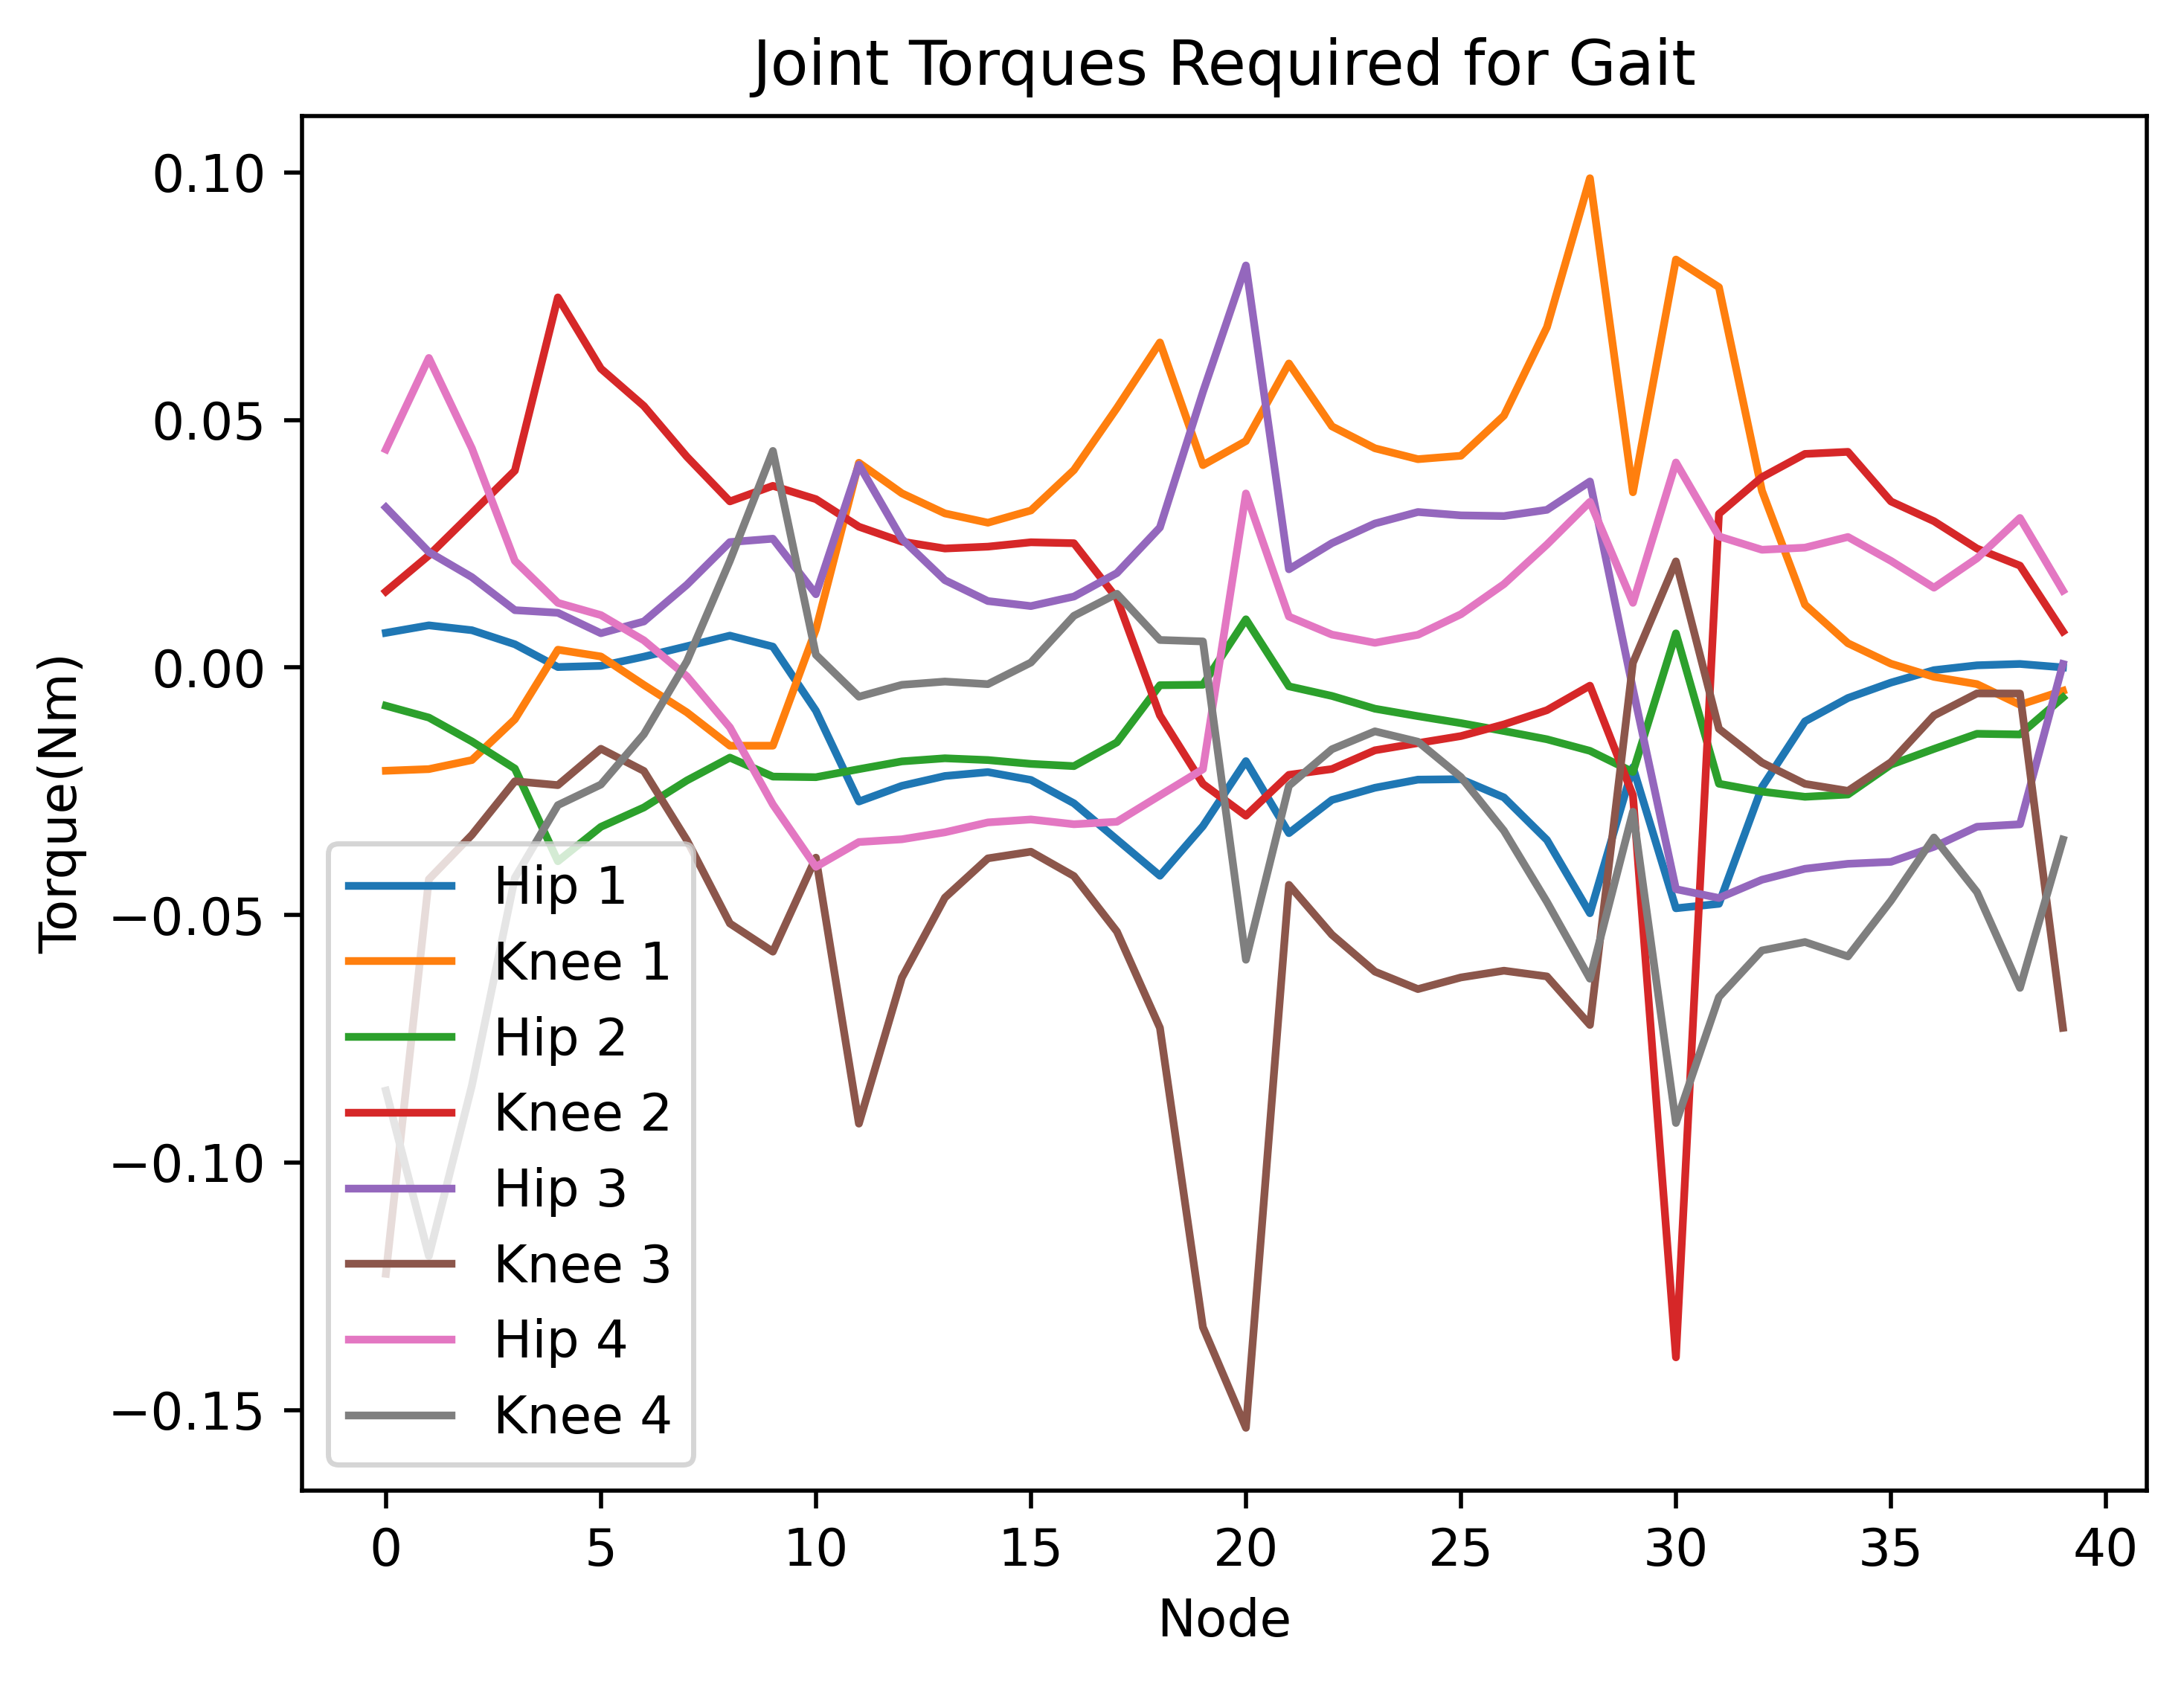 Joint Torques Required for Gait
Torque(Nm)
0.10
0.05
0.00
−0.05
−0.10
−0.15
Hip 1
Knee 1
Hip 2
Knee 2
Hip 3
Knee 3
Hip 4
Knee 4
0 5 10 15 20 25 30 35 40
Node